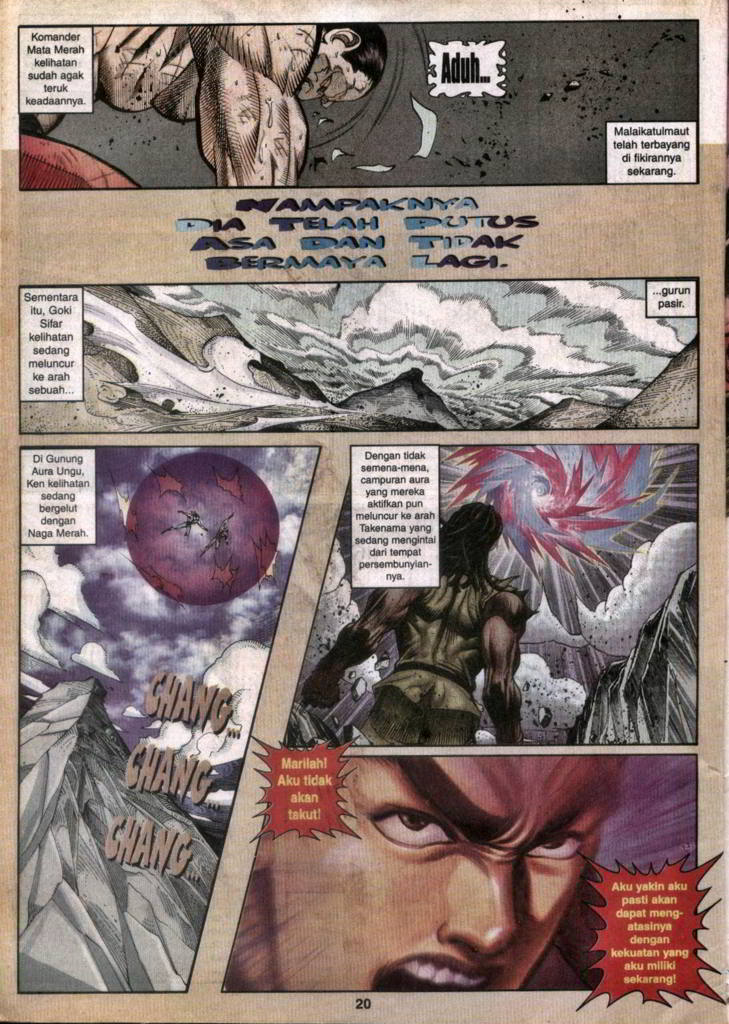 Komander
Mata Merah
kelihatan
sudah agak
teruk
keadaannya.
Aduh...
Malaikatulmaut
telah terbayang
di fikirannya
sekarang.
NAMPAKNYA
DIA TELAH PUTUS
ASA DAN TIDAK
BERMAYA LAGI.
Sementara
itu, Goki
Sifar
kelihatan
sedang
meluncur
ke arah
sebuah...
...gurun
pasir.
Di Gunung
Aura Ungu,
Ken kelihatan
sedang
bergelut
dengan
Naga Merah.
CHANG...
CHANG...
CHANG...
Dengan tidak
semena-mena,
campuran aura
yang mereka
aktifkan pun
meluncur ke arah
Takenama yang
sedang mengintai
dari tempat
persembunyian-
nya.
Marilah!
Aku tidak
akan
takut!
Aku yakin aku
pasti akan
dapat meng-
atasinya
dengan
kekuatan yang
aku miliki
sekarang!
20